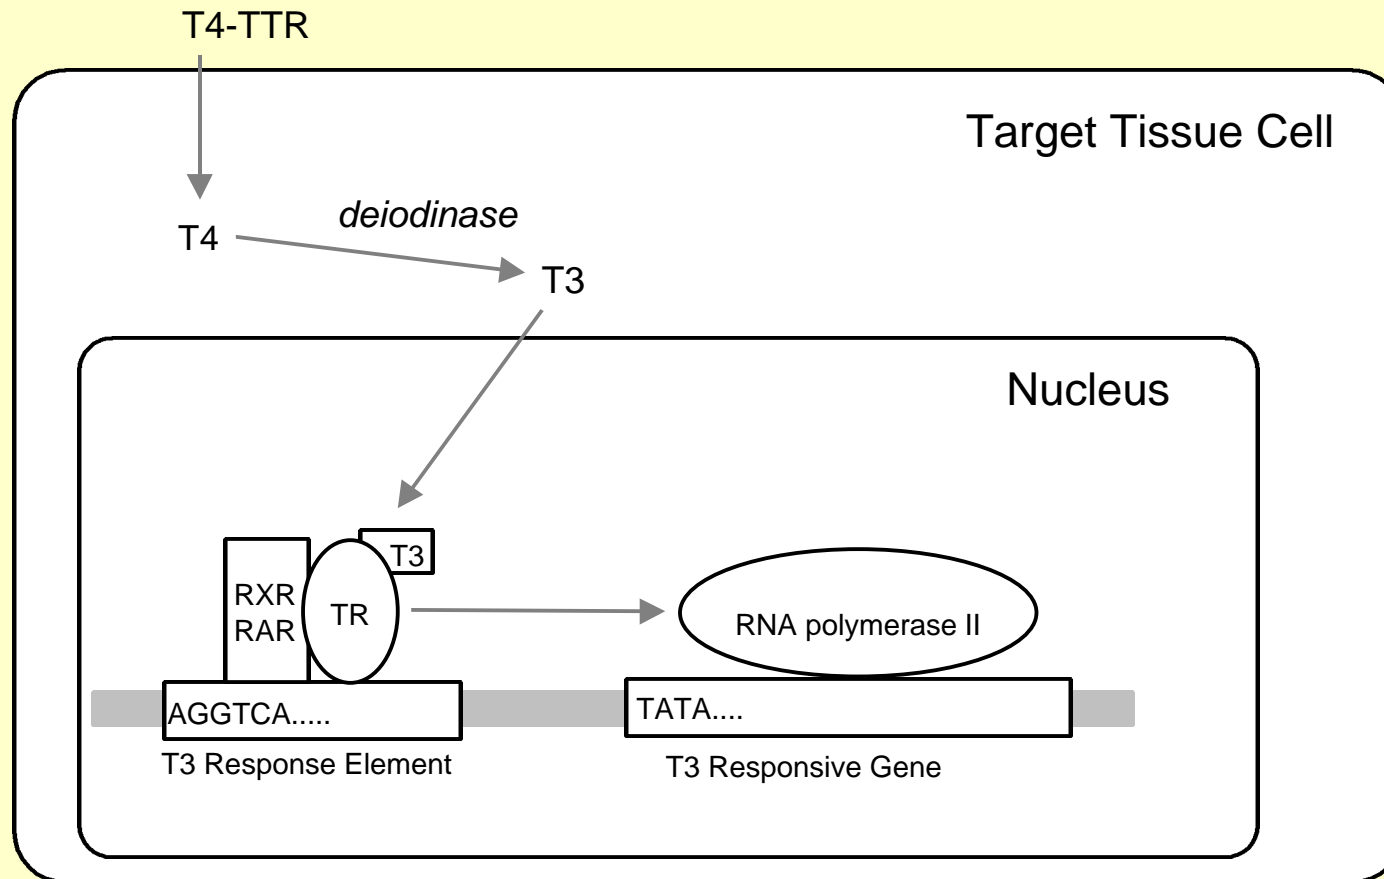 T4-TTR
Target Tissue Cell
deiodinase
T4
T3
Nucleus
T3
RXR
RAR
TR
RNA polymerase II
AGGTCA.....
TATA....
T3 Response Element
T3 Responsive Gene